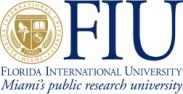 FIU
FLORIDA INTERNATIONAL UNIVERSITY
Miami's public research university